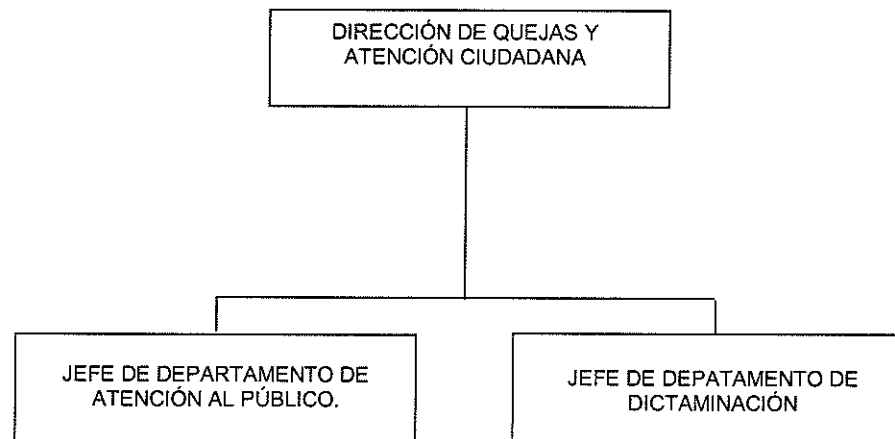 DIRECCIÓN DE QUEJAS Y
ATENCIÓN CIUDADANA
JEFE DE DEPARTAMENTO DE
ATENCIÓN AL PÚBLICO.
JEFE DE DEPATAMENTO DE
DICTAMINACIÓN